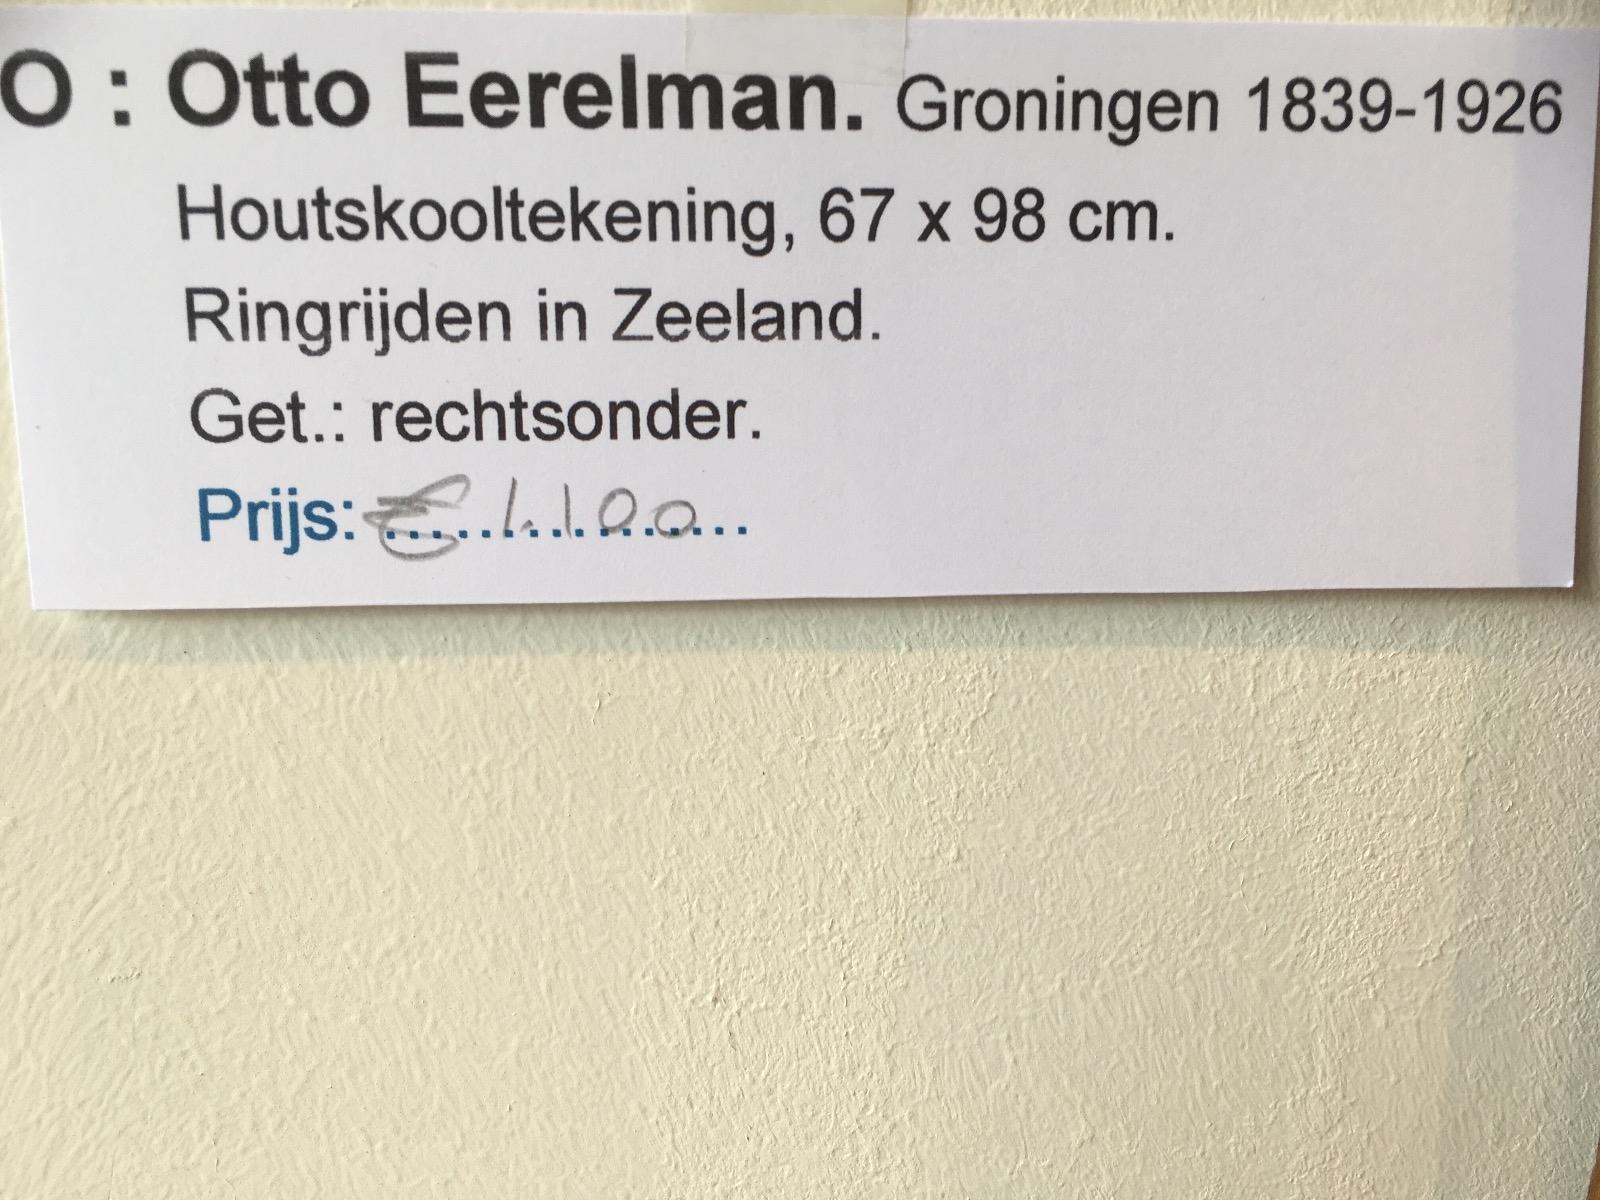 O : Otto Eerelman. Groningen 1839-1926
Houtskooltekening, 67 x 98 cm.
Ringrijden in Zeeland.
Get.: rechtsonder.
Prijs: € 1.100